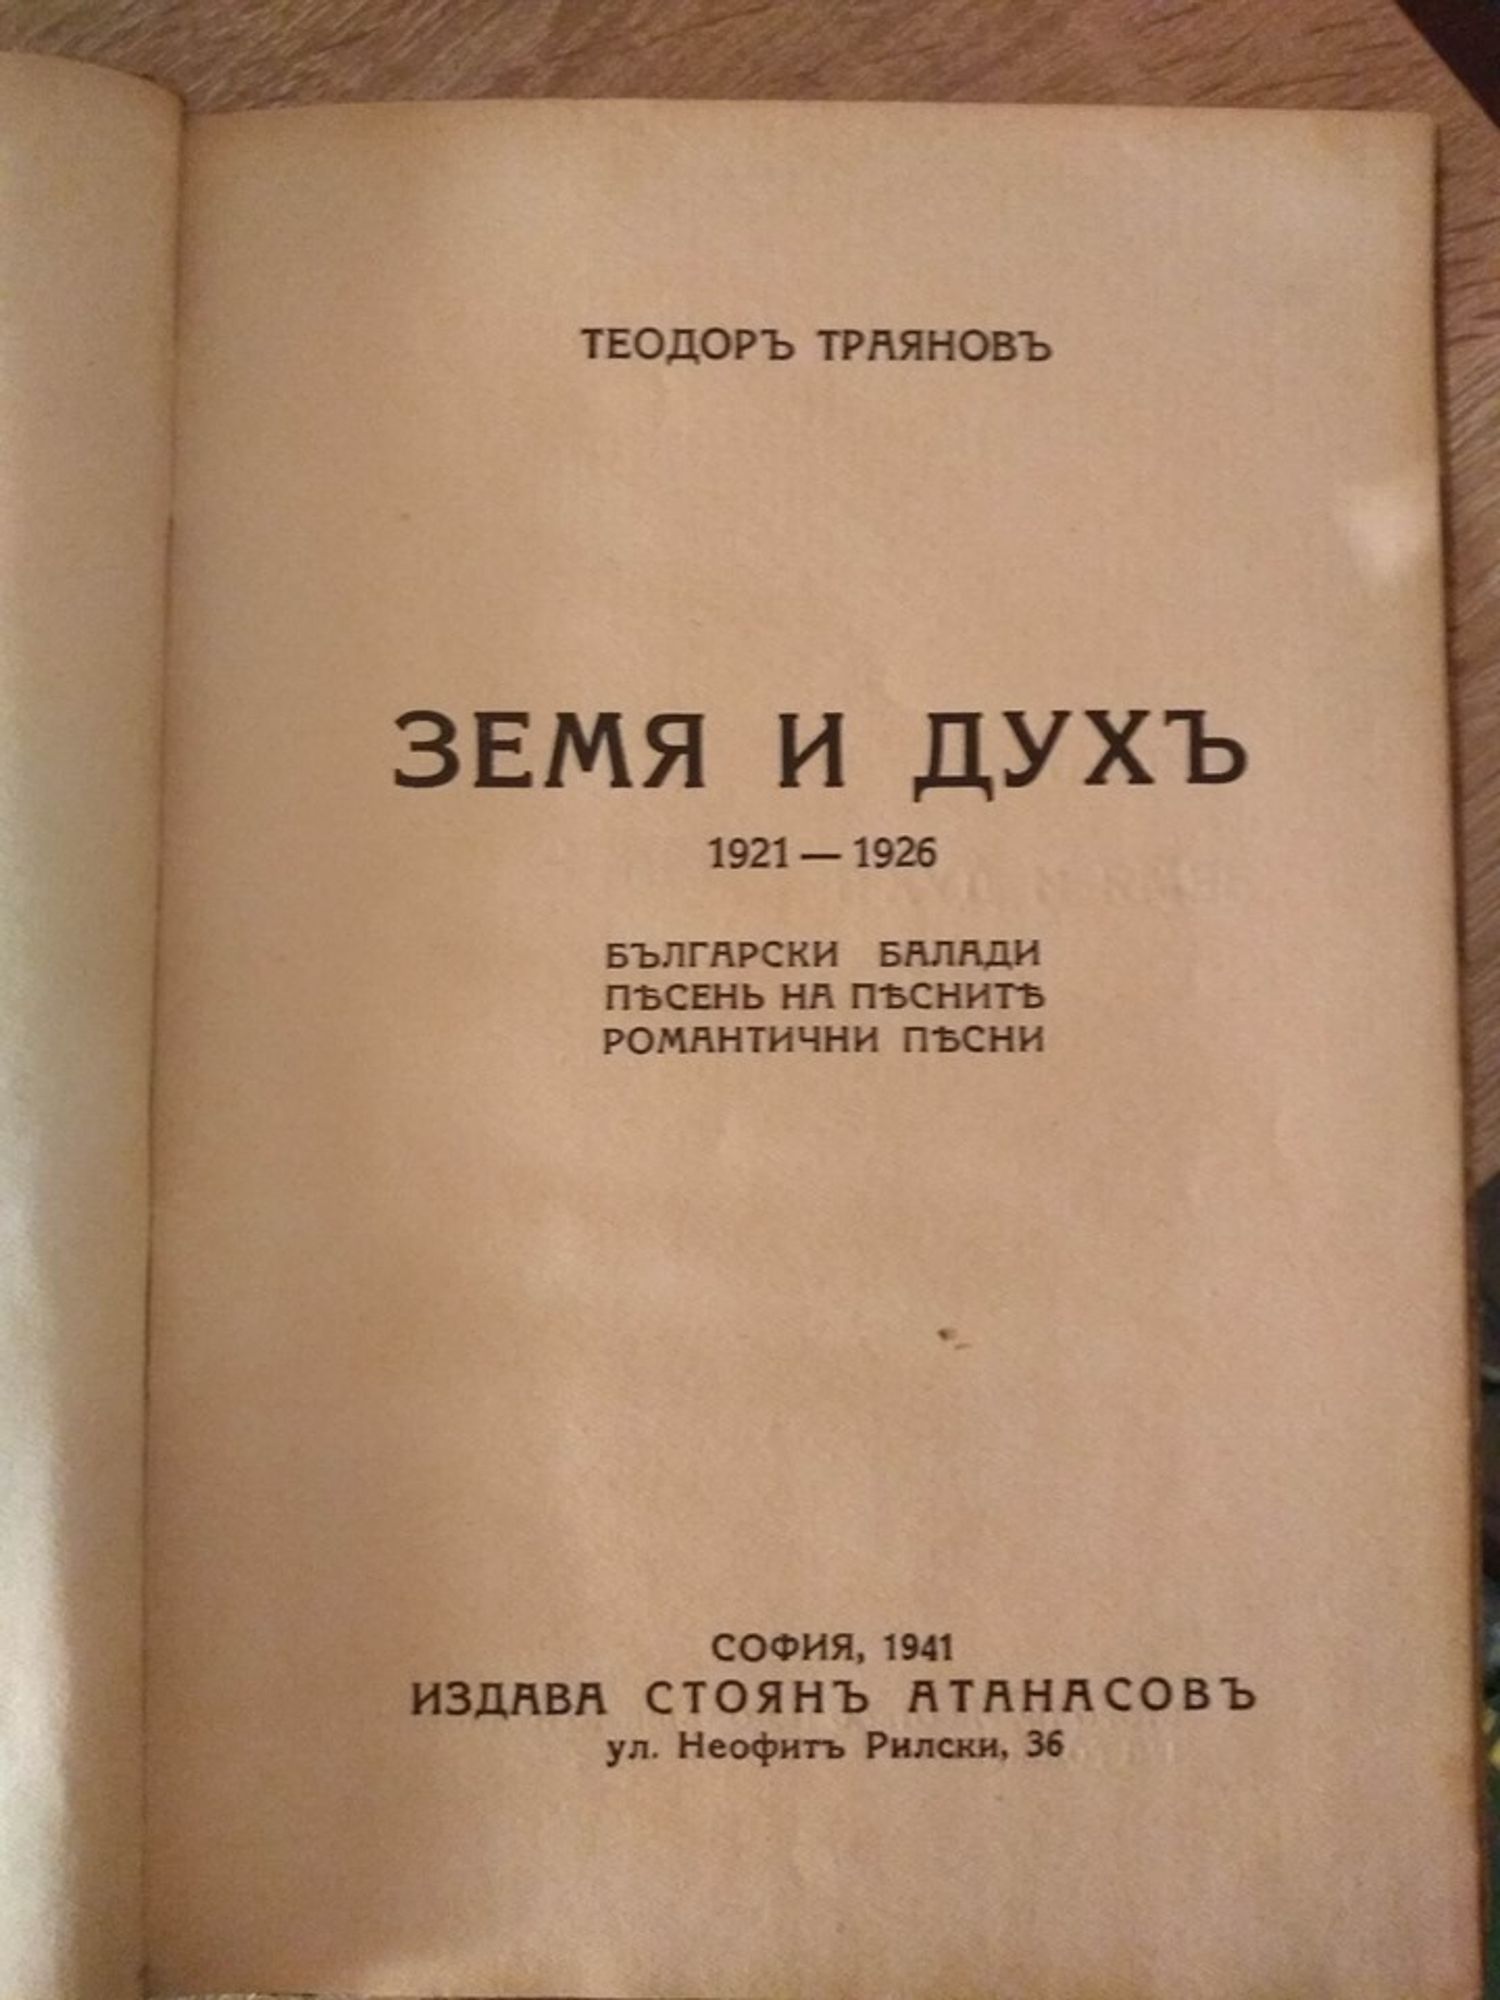 ТЕОДОРЪ ТРАЯНОВЪ
ЗЕМЯ И ДУХЪ
1921 — 1926
БЪЛГАРСКИ БАЛАДИ
ПѢСЕНЬ НА ПѢСНИТѢ
РОМАНТИЧНИ ПѢСНИ
СОФИЯ, 1941
ИЗДАВА СТОЯНЪ АТАНАСОВЪ
ул. Неофитъ Рилски, 36